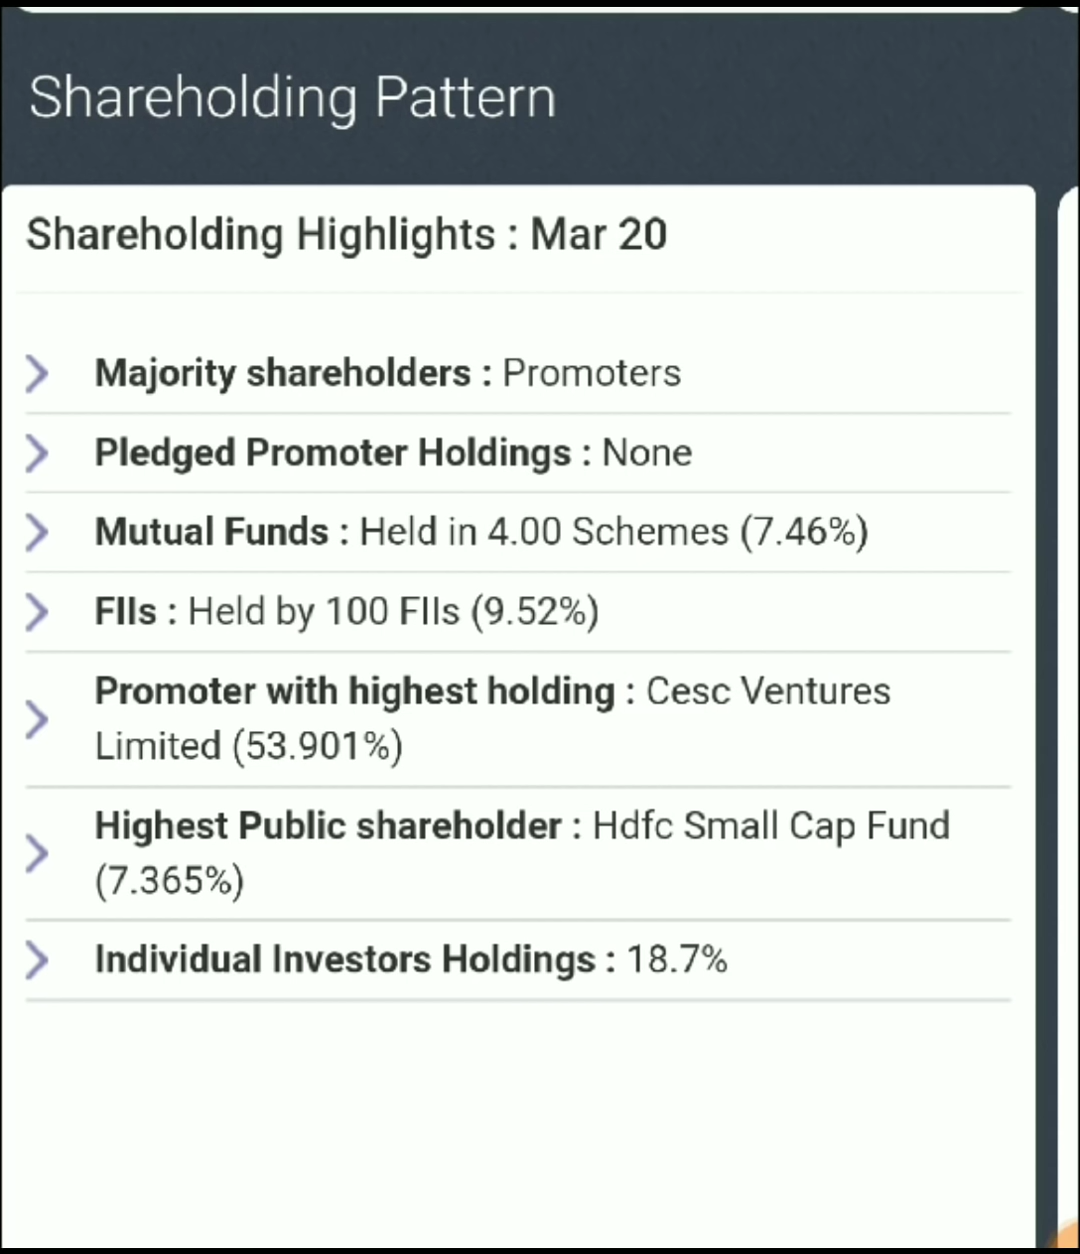 Shareholding Pattern
Shareholding Highlights : Mar 20
Majority shareholders : Promoters
Pledged Promoter Holdings : None
Mutual Funds : Held in 4.00 Schemes (7.46%)
FIIs : Held by 100 FIIs (9.52%)
Promoter with highest holding : Cesc Ventures
Limited (53.901%)
Highest Public shareholder : Hdfc Small Cap Fund
(7.365%)
Individual Investors Holdings : 18.7%